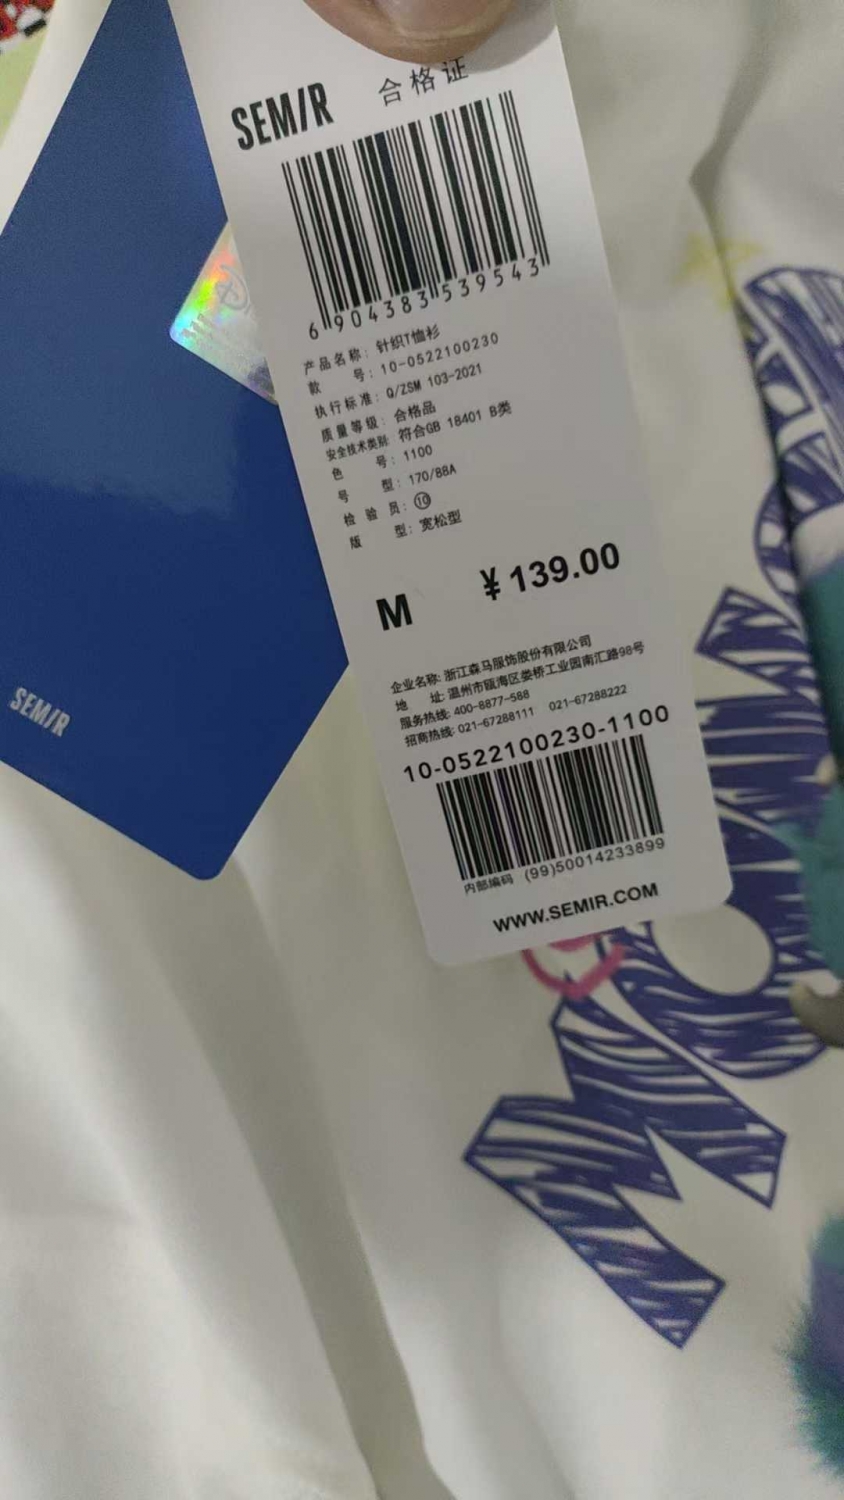 SEMIR 合格证
6 904383 539543
产品名称: 针织T恤衫
款 号: 10-0522100230
执行标准: Q/ZSM 103-2021
质量等级: 合格品
安全技术类别: 符合GB 18401 B类
色 号: 1100
号 型: 170/88A
检 验 员: ⑩
版 型: 宽松型
M ¥139.00
企业名称: 浙江森马服饰股份有限公司
地 址: 温州市瓯海区娄桥工业园南汇路98号
服务热线: 400-8877-588
招商热线: 021-67288111 021-67288222
10-0522100230-1100
内部编码 (99)50014233899
WWW.SEMIR.COM
SEMIR